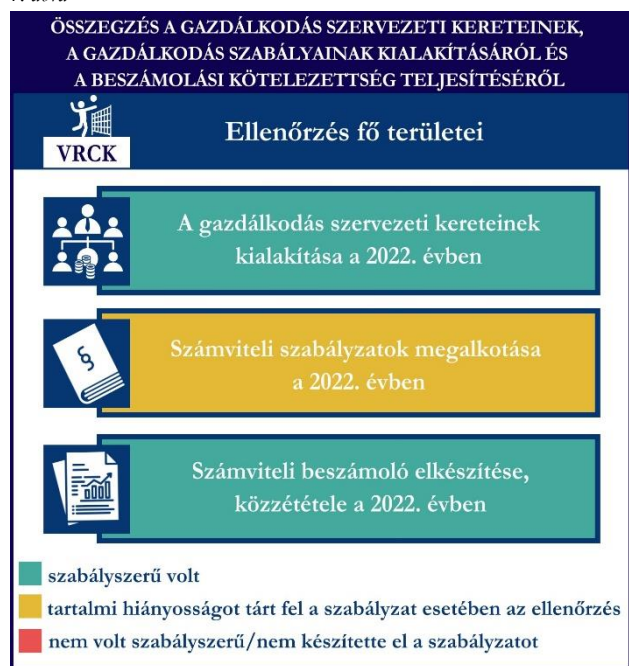 ÖSSZEGZÉS A GAZDÁLKODÁS SZERVEZETI KERETEINEK,
A GAZDÁLKODÁS SZABÁLYAINAK KIALAKÍTÁSÁRÓL ÉS
A BESZÁMOLÁSI KÖTELEZETTSÉG TELJESÍTÉSÉRŐL
VRCK
Ellenőrzés fő területei
A gazdálkodás szervezeti kereteinek
kialakítása a 2022. évben
§
Számviteli szabályzatok megalkotása
a 2022. évben
Számviteli beszámoló elkészítése,
közzététele a 2022. évben
szabályszerű volt
tartalmi hiányosságot tárt fel a szabályzat esetében az ellenőrzés
nem volt szabályszerű/nem készítette el a szabályzatot